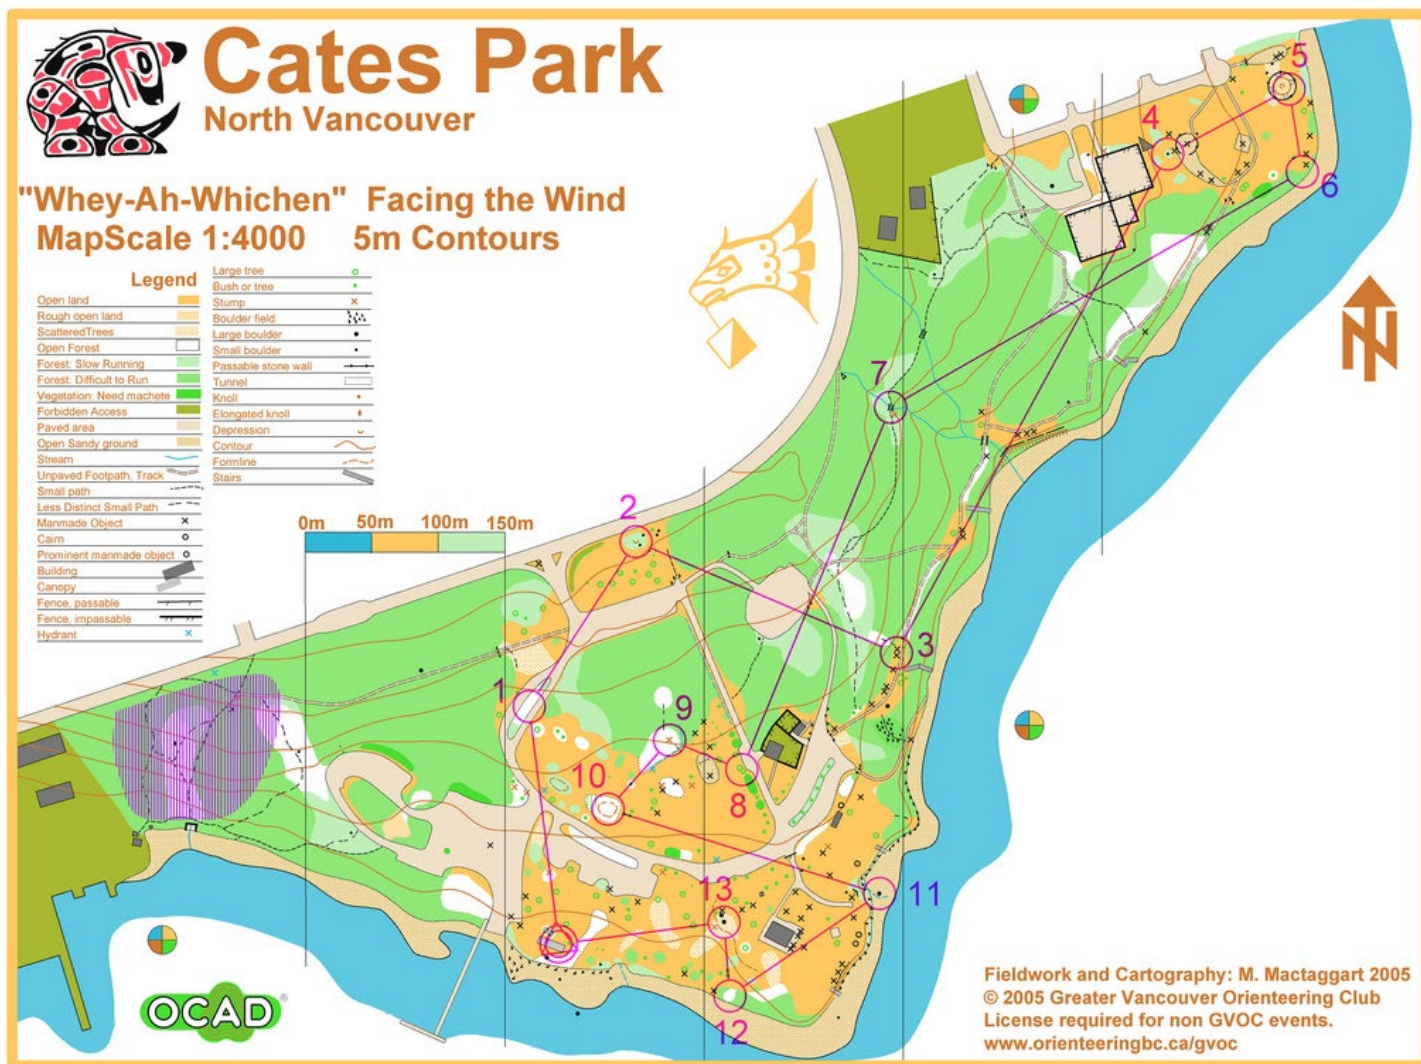 Cates Park
North Vancouver
"Whey-Ah-Whichen" Facing the Wind
MapScale 1:4000 5m Contours
Legend
Open land
Rough open land
ScatteredTrees
Open Forest
Forest: Slow Running
Forest: Difficult to Run
Vegetation: Need machete
Forbidden Access
Paved area
Open Sandy ground
Stream
Unpaved Footpath, Track
Small path
Less Distinct Small Path
Manmade Object
Cairn
Prominent manmade object
Building
Canopy
Fence, passable
Fence, impassable
Hydrant
Large tree
Bush or tree
Stump
Boulder field
Large boulder
Small boulder
Passable stone wall
Tunnel
Knoll
Elongated knoll
Depression
Contour
Formline
Stairs
0m 50m 100m 150m
5
4
6
7
2
3
1
9
10
8
13
11
12
N
OCAD®
Fieldwork and Cartography: M. Mactaggart 2005
© 2005 Greater Vancouver Orienteering Club
License required for non GVOC events.
www.orienteeringbc.ca/gvoc